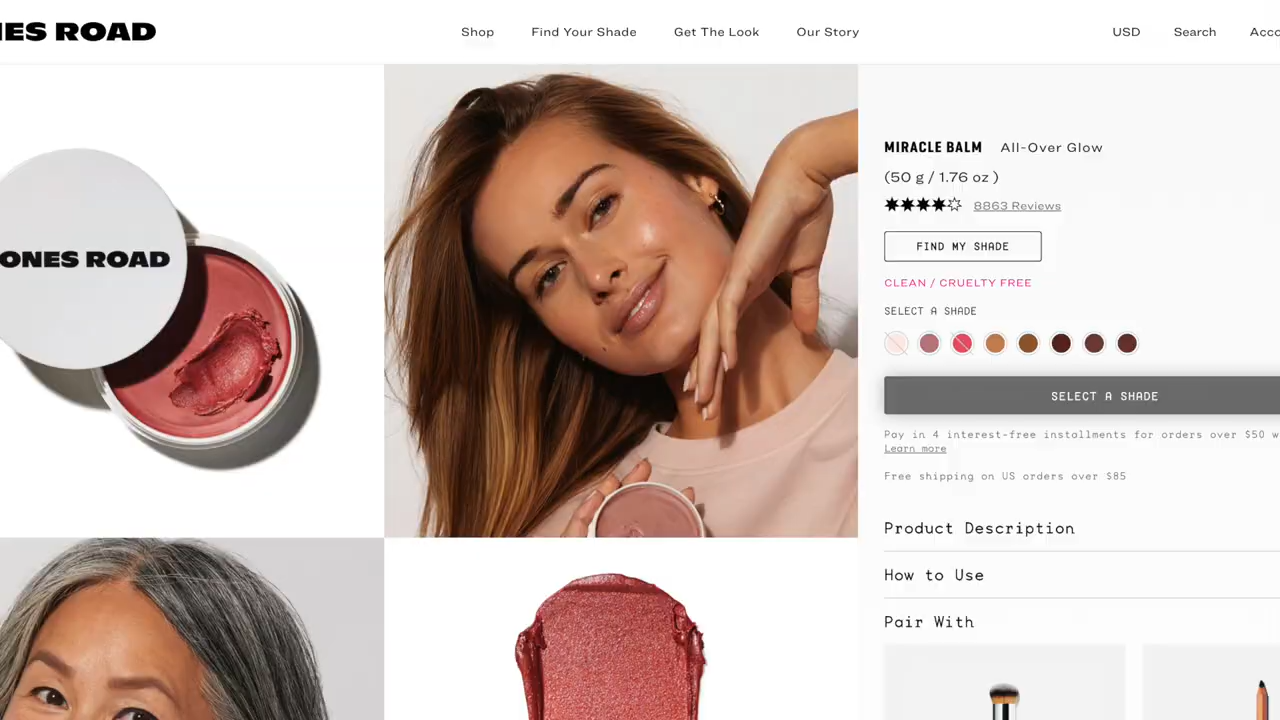 NES ROAD
Shop Find Your Shade Get The Look Our Story
USD Search Acco
ONES ROAD
MIRACLE BALM All-Over Glow
(50 g / 1.76 oz )
8863 Reviews
FIND MY SHADE
CLEAN / CRUELTY FREE
SELECT A SHADE
SELECT A SHADE
Pay in 4 interest-free installments for orders over $50 w
Learn more
Free shipping on US orders over $85
Product Description
How to Use
Pair With